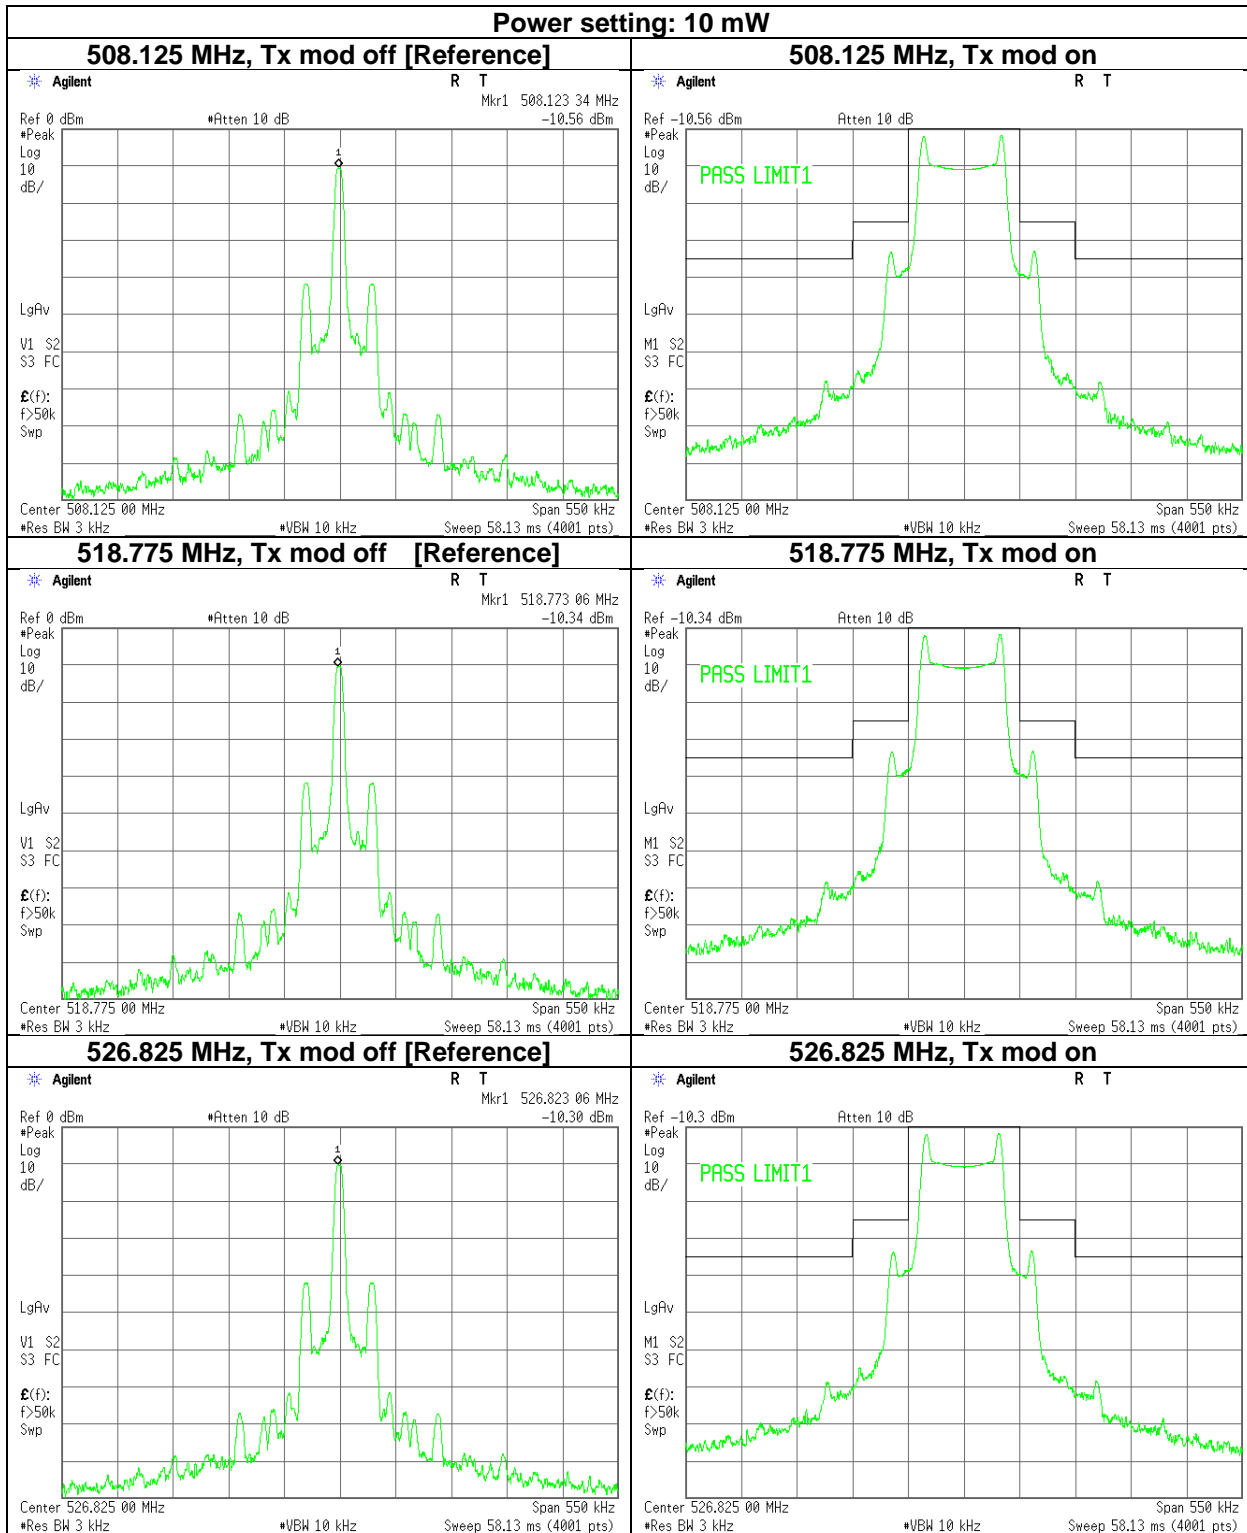 Power setting: 10 mW
508.125 MHz, Tx mod off [Reference]
508.125 MHz, Tx mod on
Agilent R T
Mkr1 508.123 34 MHz
Ref 0 dBm #Atten 10 dB -10.56 dBm
#Peak
Log
10
dB/
1
LgAv
V1 S2
S3 FC
£(f):
f>50k
Swp
Center 508.125 00 MHz Span 550 kHz
#Res BW 3 kHz #VBW 10 kHz Sweep 58.13 ms (4001 pts)
Agilent R T
Ref -10.56 dBm Atten 10 dB
#Peak
Log
10
dB/
PASS LIMIT1
LgAv
M1 S2
S3 FC
£(f):
f>50k
Swp
Center 508.125 00 MHz Span 550 kHz
#Res BW 3 kHz #VBW 10 kHz Sweep 58.13 ms (4001 pts)
518.775 MHz, Tx mod off [Reference]
518.775 MHz, Tx mod on
Agilent R T
Mkr1 518.773 06 MHz
Ref 0 dBm #Atten 10 dB -10.34 dBm
#Peak
Log
10
dB/
1
LgAv
V1 S2
S3 FC
£(f):
f>50k
Swp
Center 518.775 00 MHz Span 550 kHz
#Res BW 3 kHz #VBW 10 kHz Sweep 58.13 ms (4001 pts)
Agilent R T
Ref -10.34 dBm Atten 10 dB
#Peak
Log
10
dB/
PASS LIMIT1
LgAv
M1 S2
S3 FC
£(f):
f>50k
Swp
Center 518.775 00 MHz Span 550 kHz
#Res BW 3 kHz #VBW 10 kHz Sweep 58.13 ms (4001 pts)
526.825 MHz, Tx mod off [Reference]
526.825 MHz, Tx mod on
Agilent R T
Mkr1 526.823 06 MHz
Ref 0 dBm #Atten 10 dB -10.30 dBm
#Peak
Log
10
dB/
1
LgAv
V1 S2
S3 FC
£(f):
f>50k
Swp
Center 526.825 00 MHz Span 550 kHz
#Res BW 3 kHz #VBW 10 kHz Sweep 58.13 ms (4001 pts)
Agilent R T
Ref -10.3 dBm Atten 10 dB
#Peak
Log
10
dB/
PASS LIMIT1
LgAv
M1 S2
S3 FC
£(f):
f>50k
Swp
Center 526.825 00 MHz Span 550 kHz
#Res BW 3 kHz #VBW 10 kHz Sweep 58.13 ms (4001 pts)